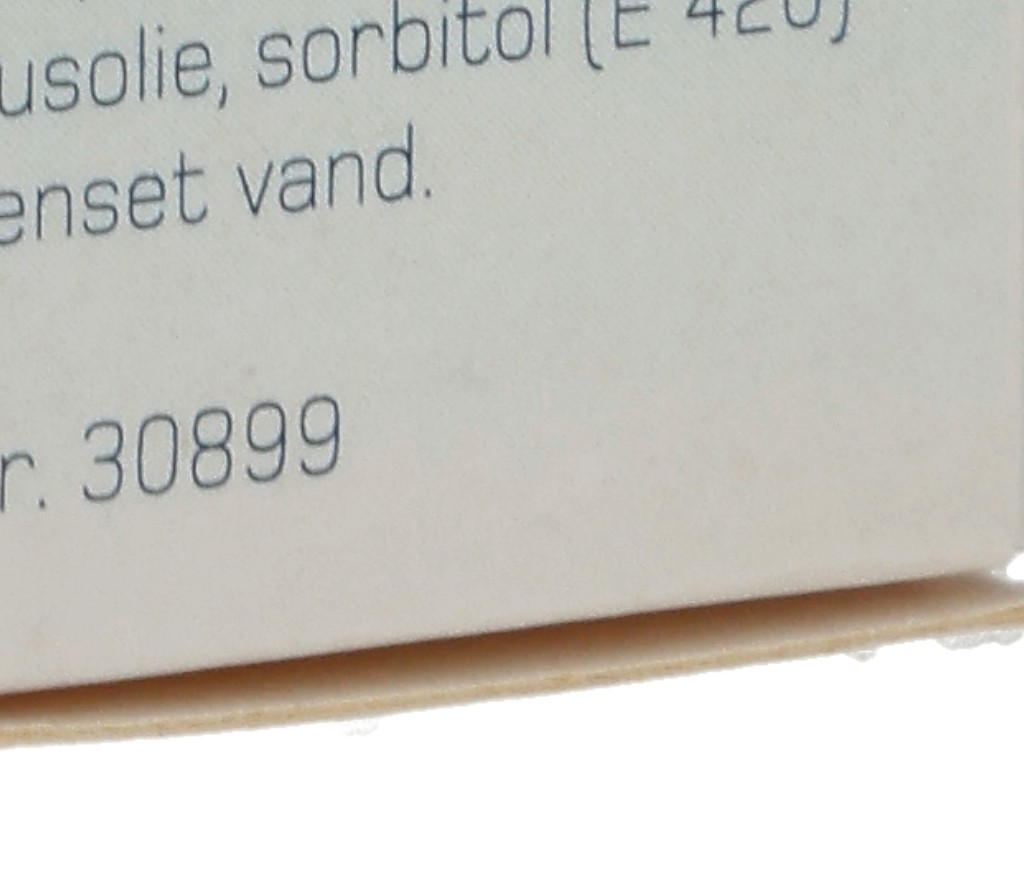 usolie, sorbitol (E 420)
enset vand.
r. 30899